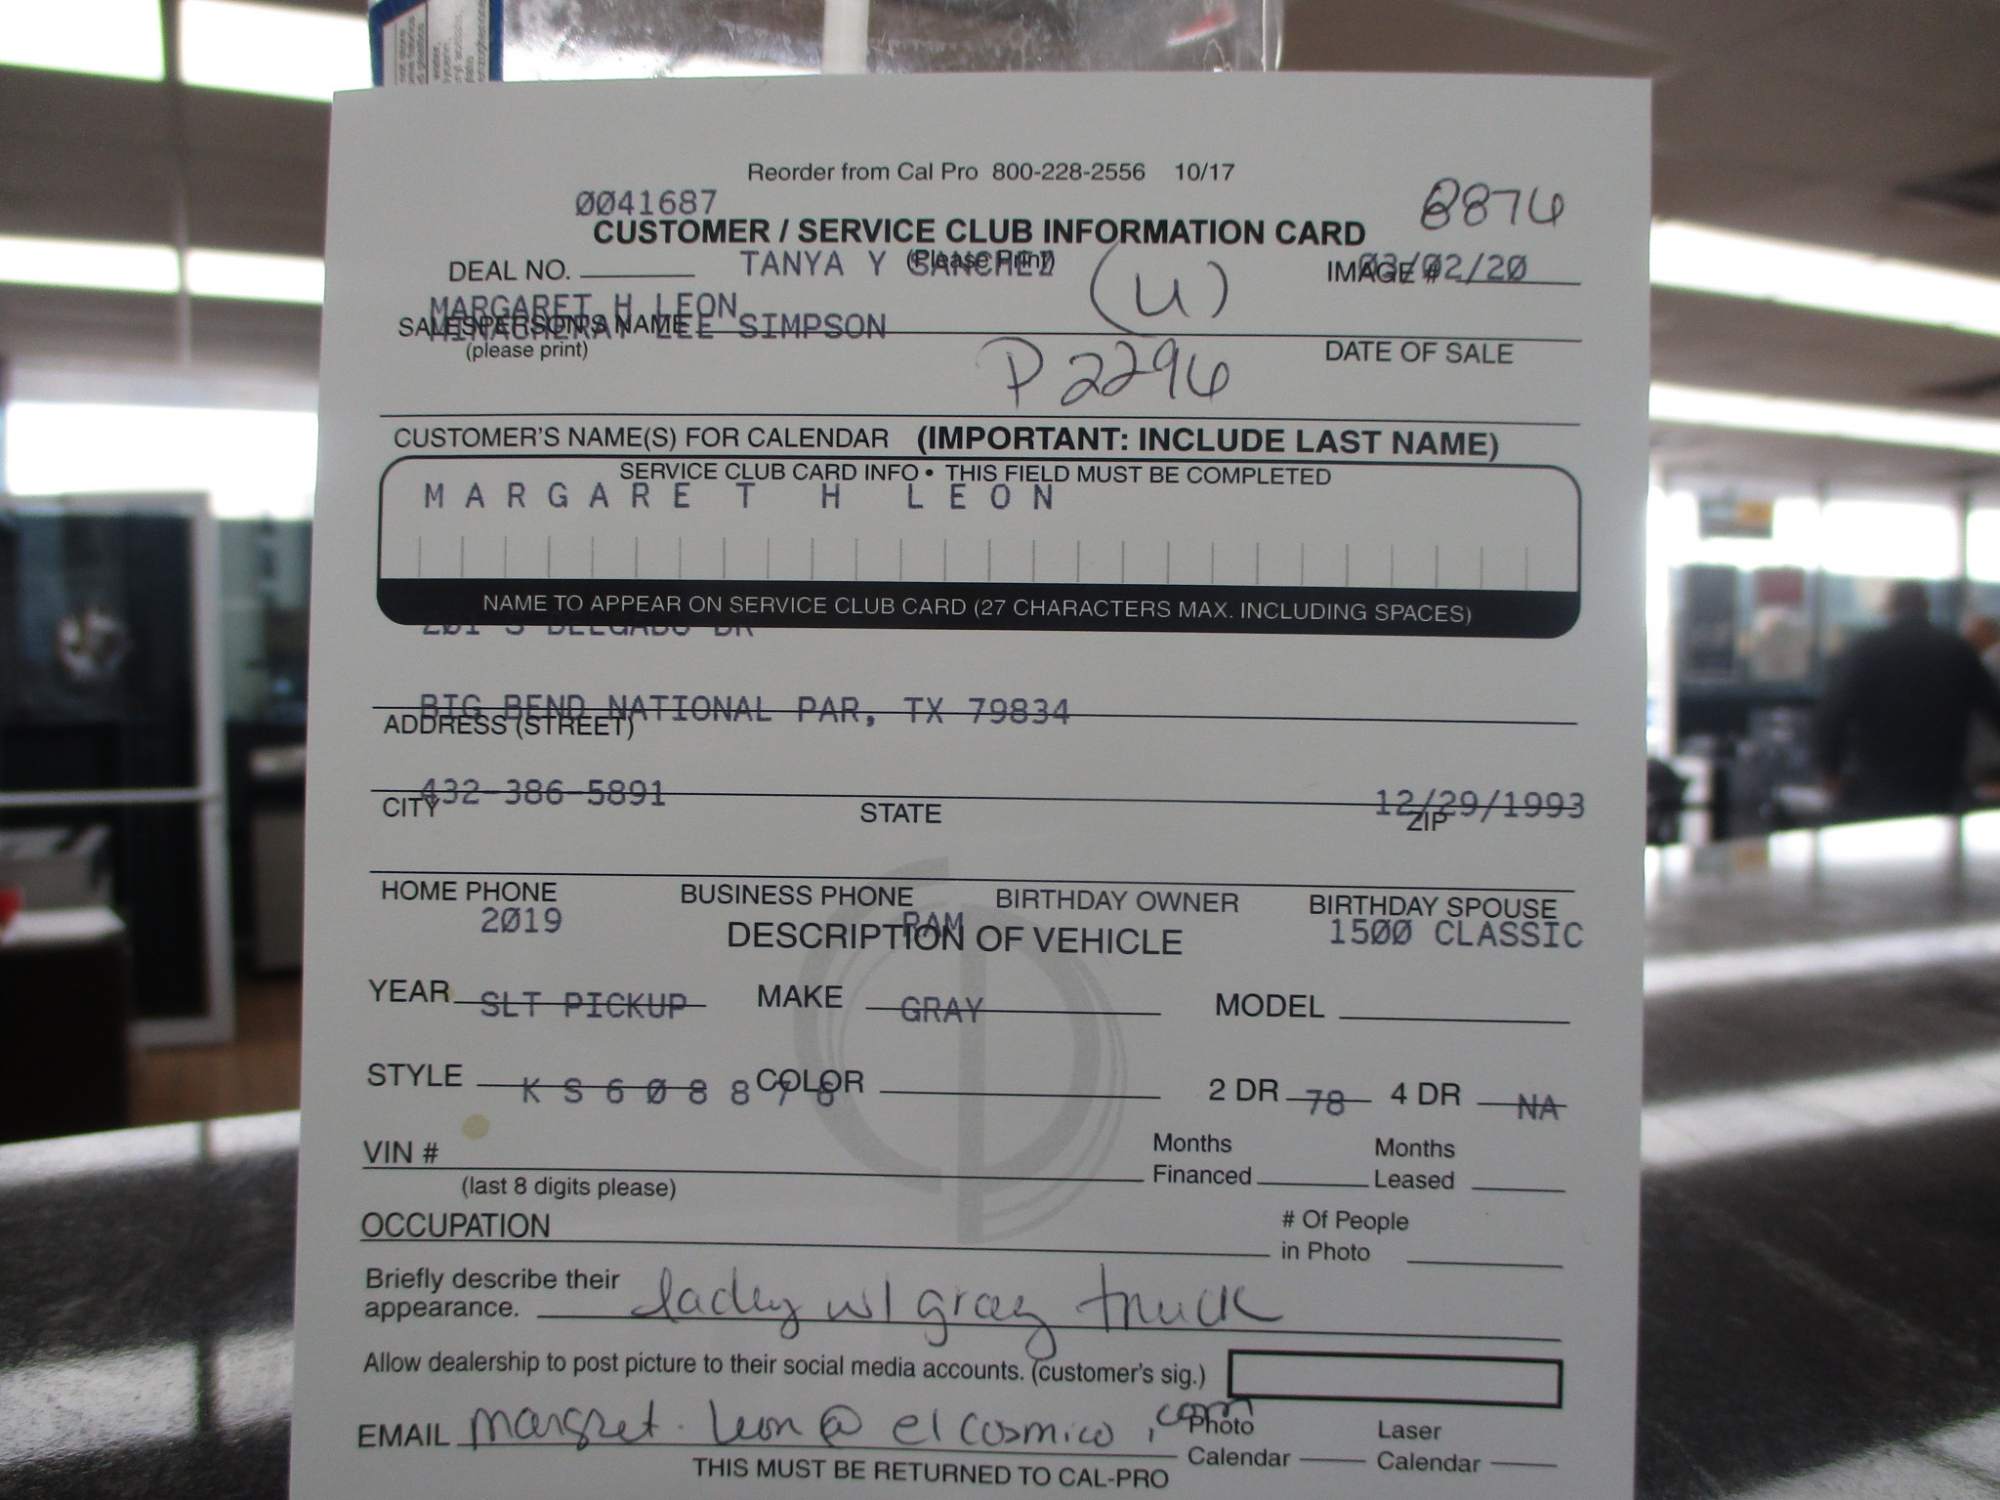 Reorder from Cal Pro 800-228-2556 10/17
0041687
8876
CUSTOMER / SERVICE CLUB INFORMATION CARD
(Please Print)
DEAL NO. TANYA Y SANCHEZ (U) IMAGE # 03/02/20
MARGARET H LEON
SALESPERSON'S NAME LEE SIMPSON
(please print) DATE OF SALE
P2296
CUSTOMER'S NAME(S) FOR CALENDAR (IMPORTANT: INCLUDE LAST NAME)
SERVICE CLUB CARD INFO • THIS FIELD MUST BE COMPLETED
MARGARET H LEON
NAME TO APPEAR ON SERVICE CLUB CARD (27 CHARACTERS MAX. INCLUDING SPACES)
201 S DELGADO DR
BIG BEND NATIONAL PAR, TX 79834
ADDRESS (STREET)
432-386-5891 12/29/1993
CITY STATE ZIP
HOME PHONE BUSINESS PHONE BIRTHDAY OWNER BIRTHDAY SPOUSE
2019 RAM 1500 CLASSIC
DESCRIPTION OF VEHICLE
YEAR SLT PICKUP MAKE GRAY MODEL
STYLE KS608878 COLOR 2 DR 78 4 DR NA
VIN # Months Financed Months Leased
(last 8 digits please)
OCCUPATION # Of People in Photo
Briefly describe their
appearance. lady w/ gray truck
Allow dealership to post picture to their social media accounts. (customer's sig.)
EMAIL margret.leon@elcosmico.com Photo Calendar Laser Calendar
THIS MUST BE RETURNED TO CAL-PRO